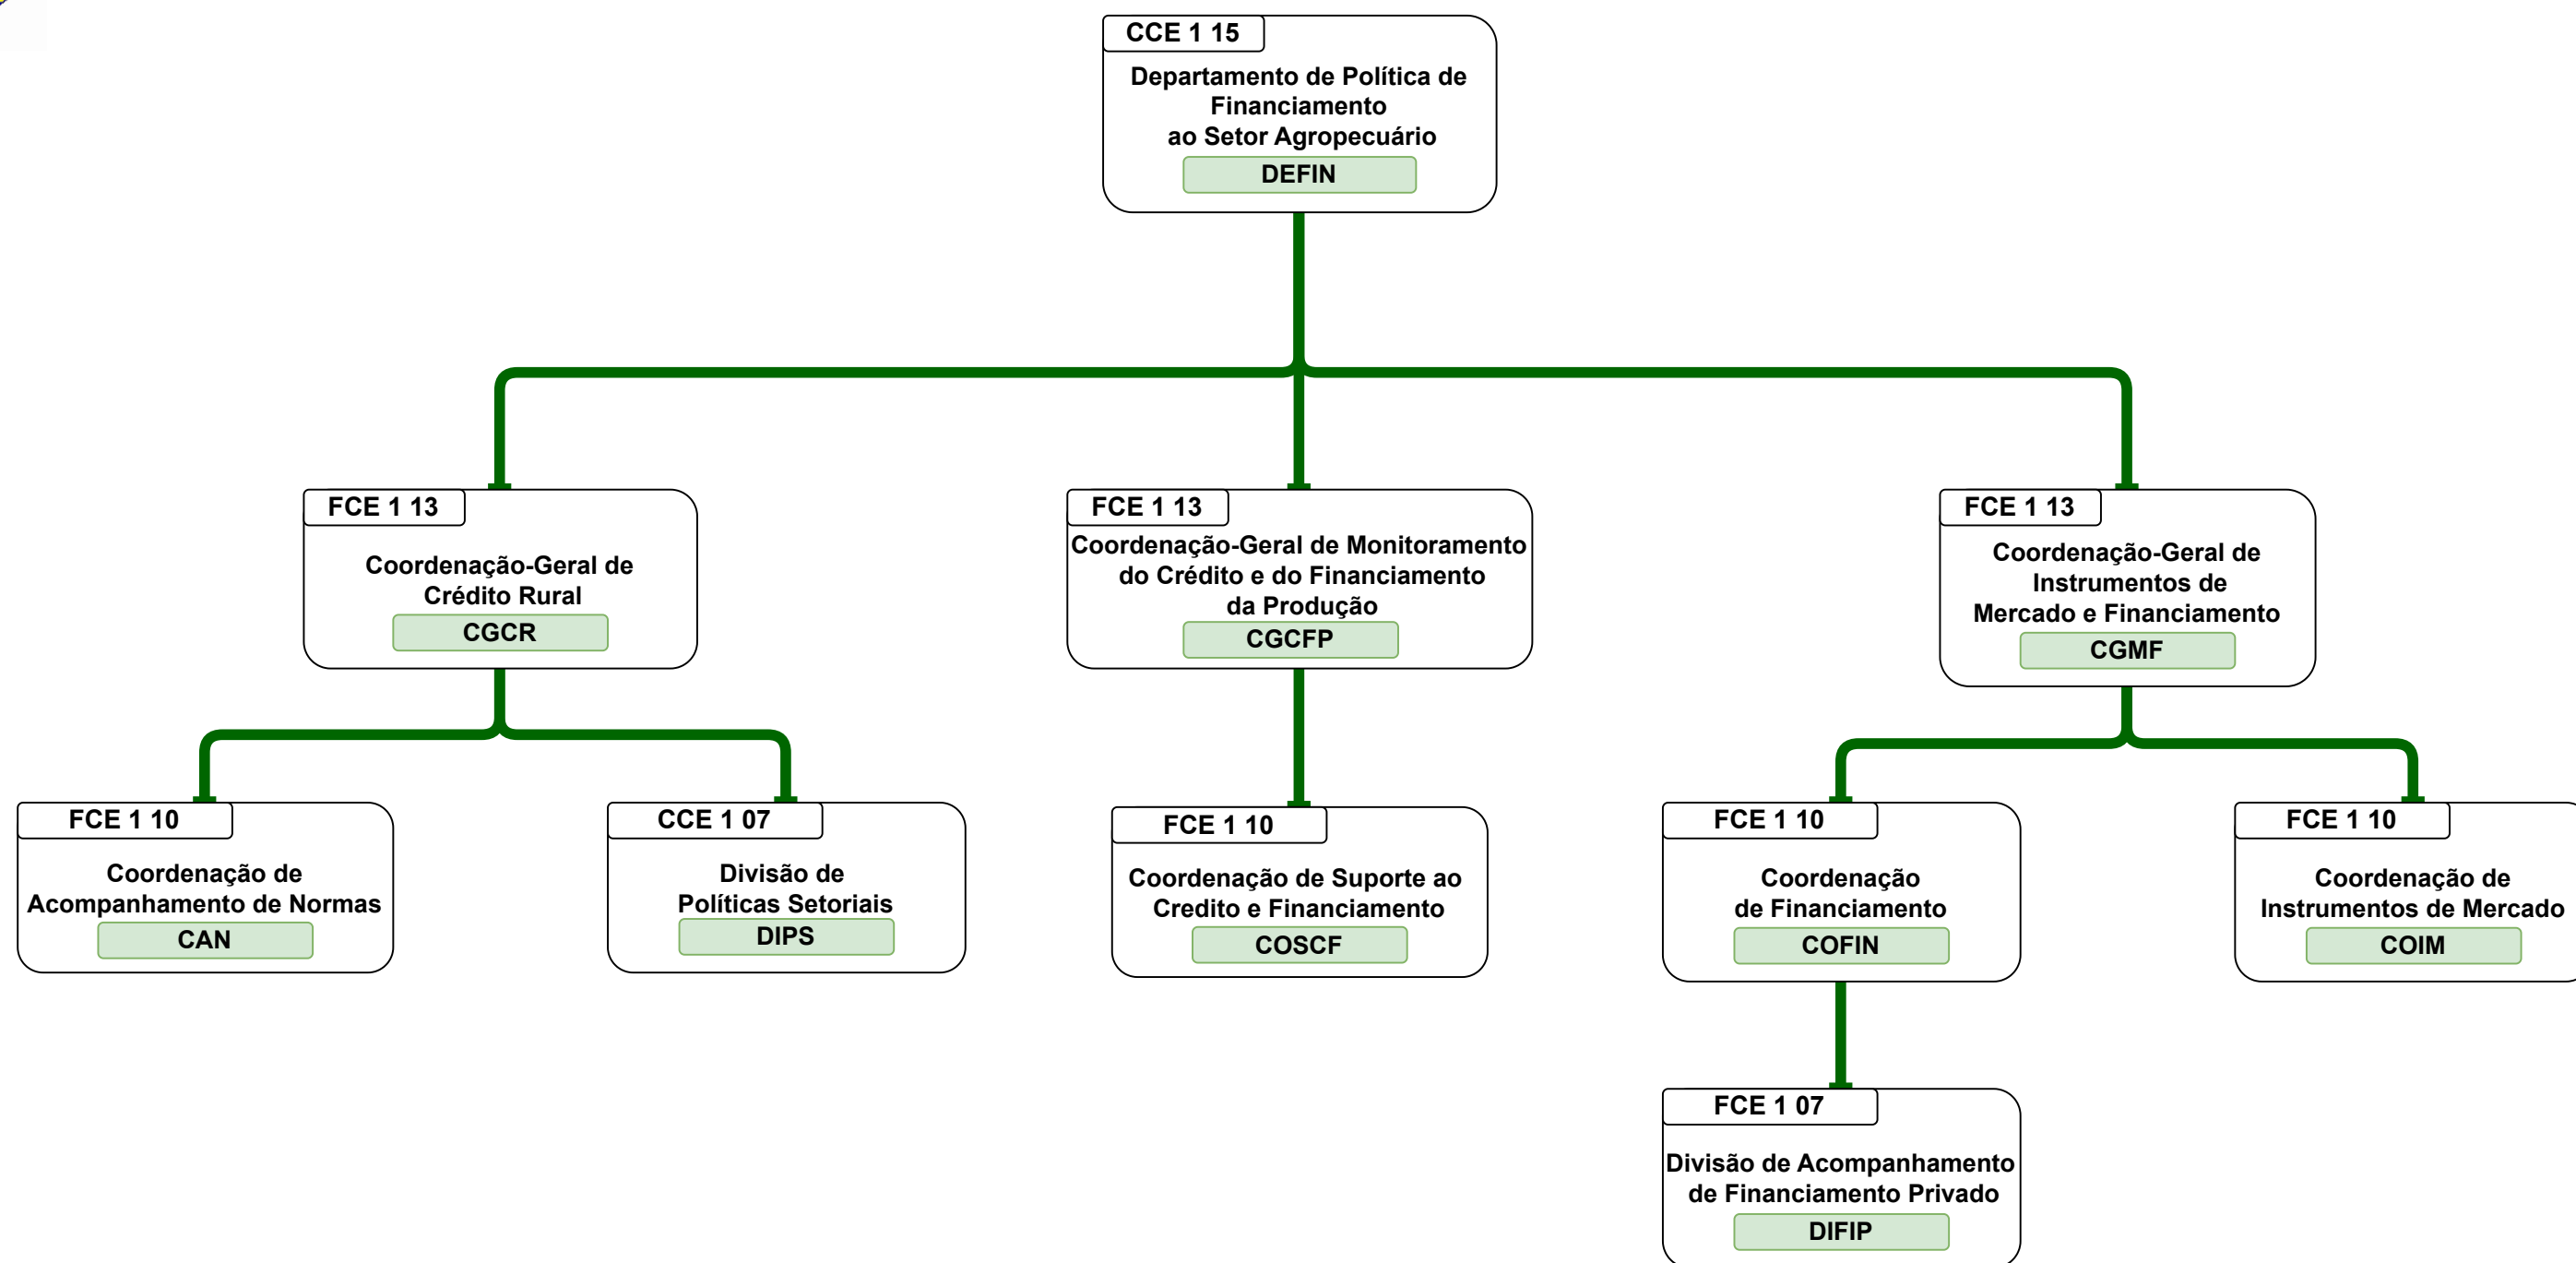 CCE 1 15
Departamento de Política de
Financiamento
ao Setor Agropecuário
DEFIN
FCE 1 13
Coordenação-Geral de
Crédito Rural
CGCR
FCE 1 13
Coordenação-Geral de Monitoramento
do Crédito e do Financiamento
da Produção
CGCFP
FCE 1 13
Coordenação-Geral de
Instrumentos de
Mercado e Financiamento
CGMF
FCE 1 10
Coordenação de
Acompanhamento de Normas
CAN
CCE 1 07
Divisão de
Políticas Setoriais
DIPS
FCE 1 10
Coordenação de Suporte ao
Credito e Financiamento
COSCF
FCE 1 10
Coordenação
de Financiamento
COFIN
FCE 1 10
Coordenação de
Instrumentos de Mercado
COIM
FCE 1 07
Divisão de Acompanhamento
de Financiamento Privado
DIFIP